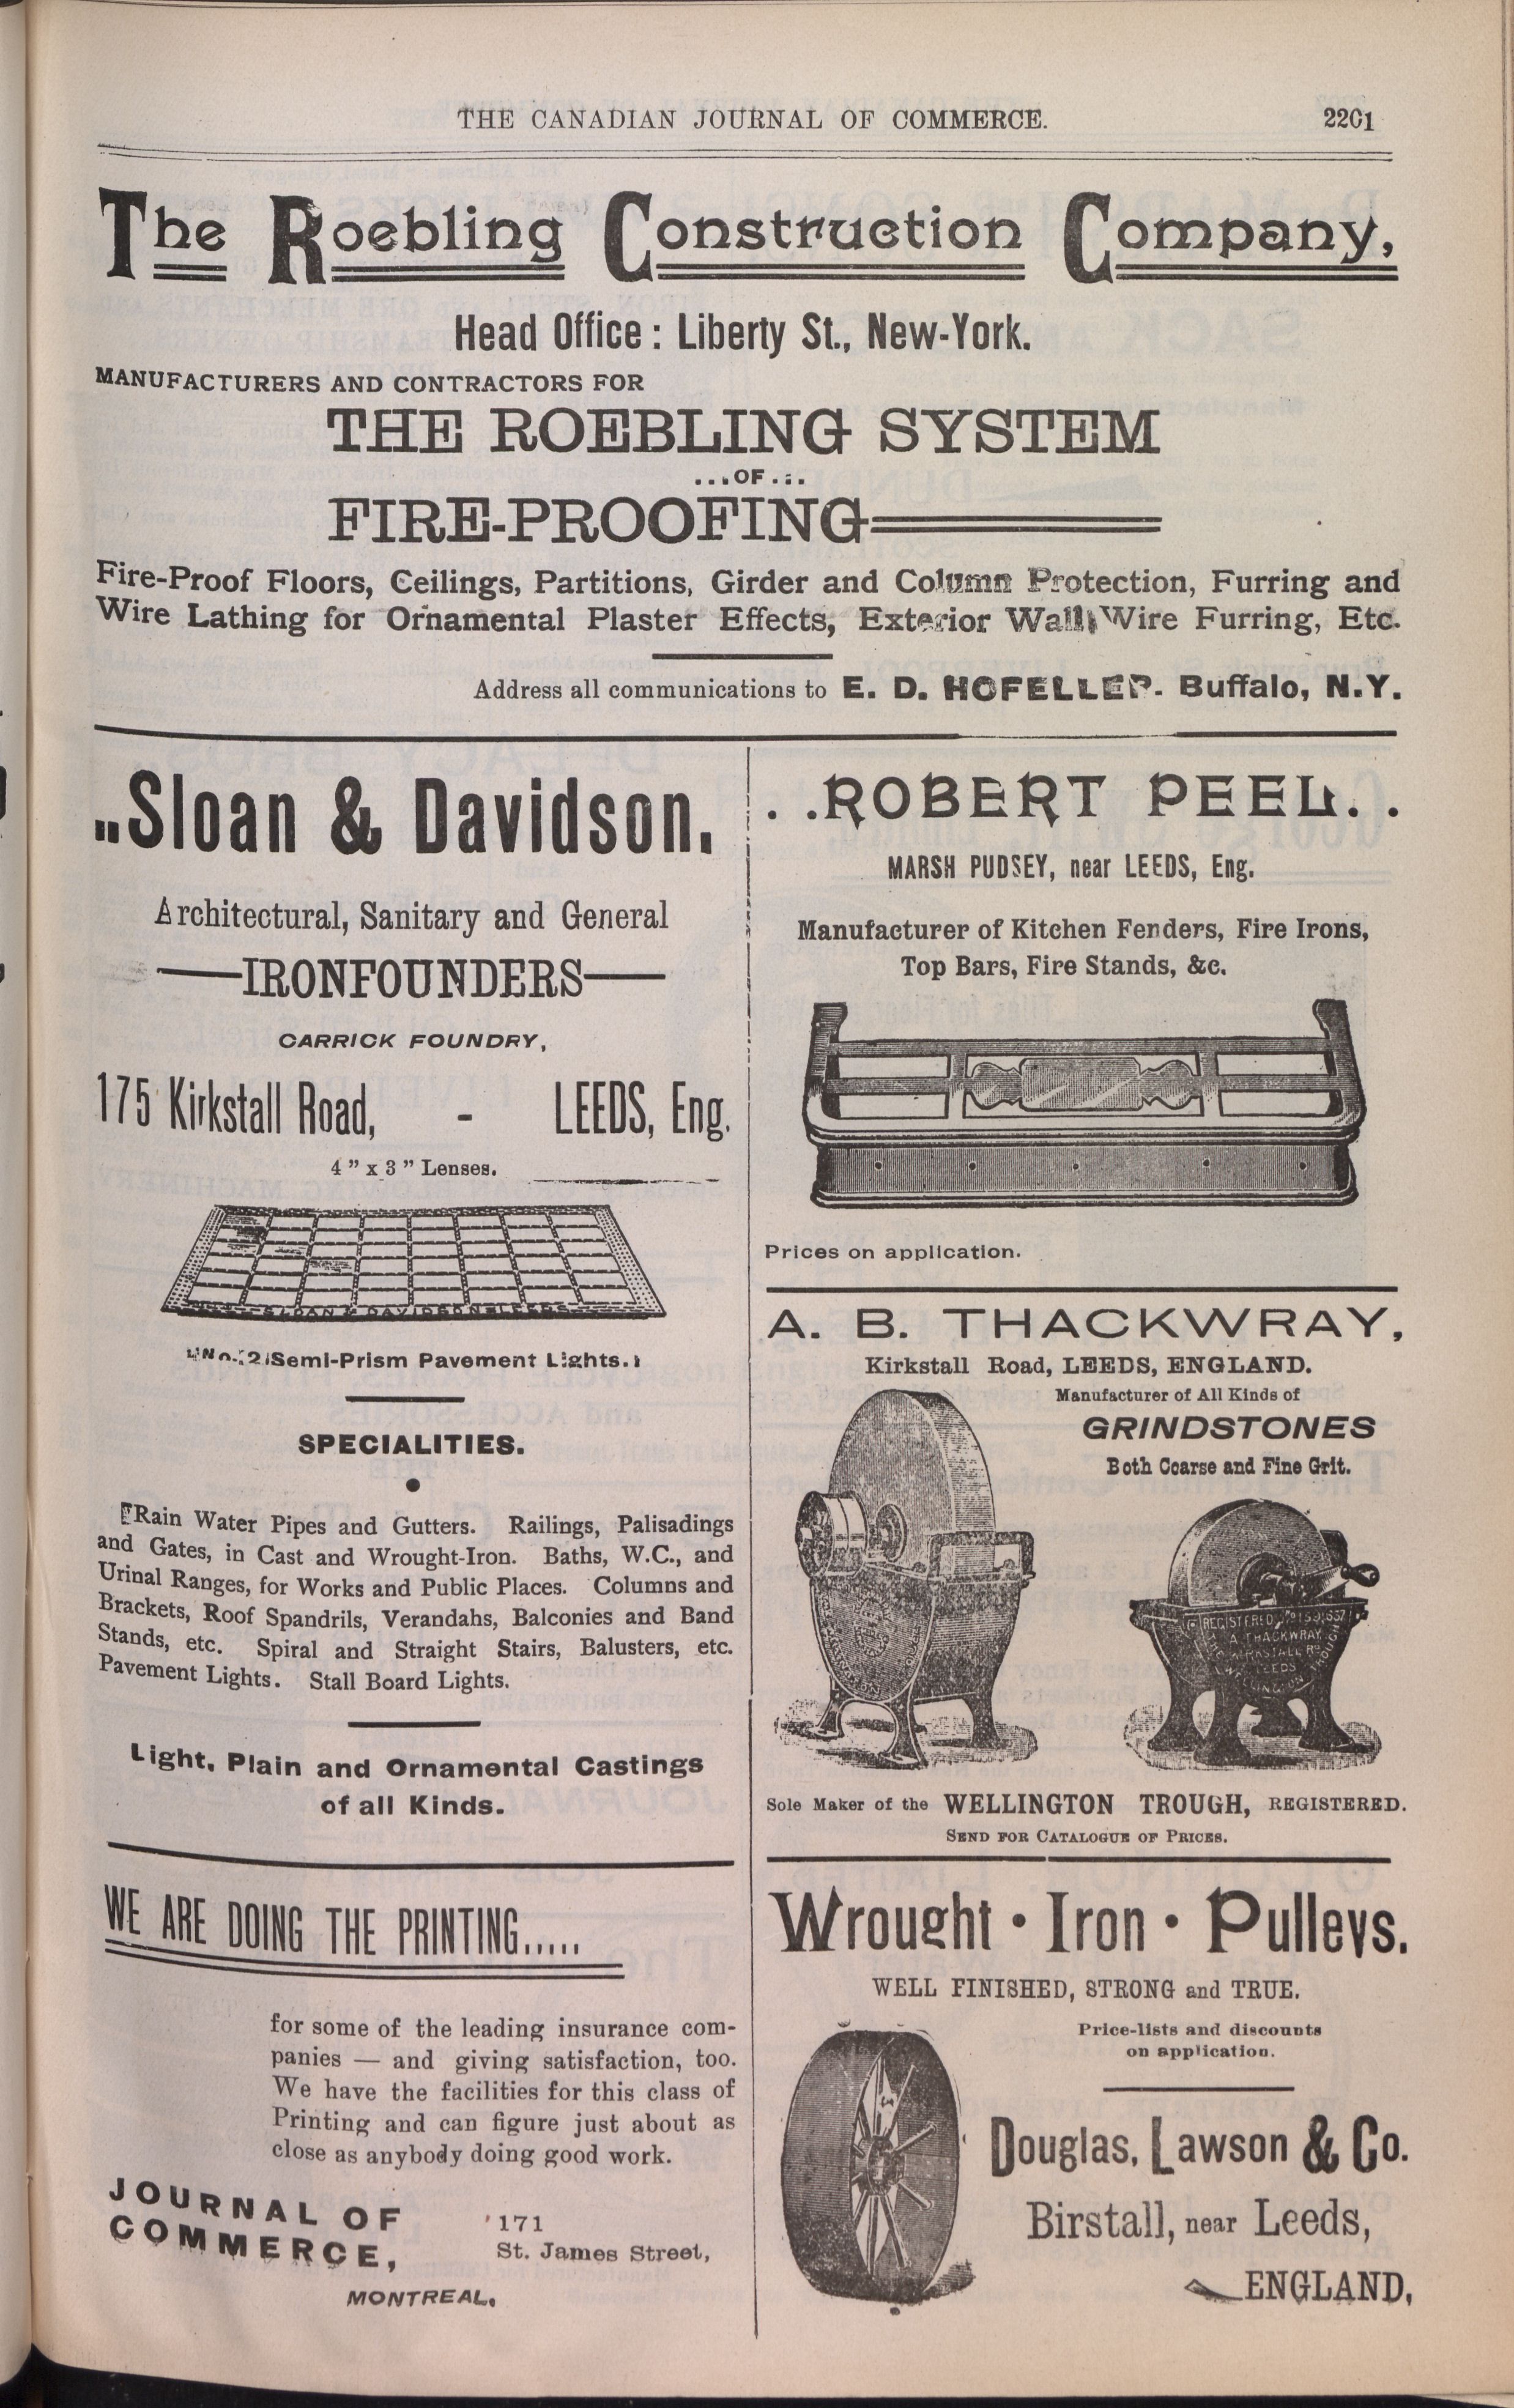 THE CANADIAN JOURNAL OF COMMERCE. 2201
The Roebling Construction Company,
Head Office: Liberty St., New-York.
MANUFACTURERS AND CONTRACTORS FOR
THE ROEBLING SYSTEM
...OF...
FIRE-PROOFING
Fire-Proof Floors, Ceilings, Partitions, Girder and Column Protection, Furring and
Wire Lathing for Ornamental Plaster Effects, Exterior Wall, Wire Furring, Etc.
Address all communications to E. D. HOFELLER. Buffalo, N.Y.
..Sloan & Davidson.
Architectural, Sanitary and General
—IRONFOUNDERS—
CARRICK FOUNDRY,
175 Kirkstall Road, - LEEDS, Eng.
4" x 3" Lenses.
SLOAN & DAVIDSON LEEDS
"No. 2 Semi-Prism Pavement Lights.
SPECIALITIES.
Rain Water Pipes and Gutters. Railings, Palisadings
and Gates, in Cast and Wrought-Iron. Baths, W.C., and
Urinal Ranges, for Works and Public Places. Columns and
Brackets, Roof Spandrils, Verandahs, Balconies and Band
Stands, etc. Spiral and Straight Stairs, Balusters, etc.
Pavement Lights. Stall Board Lights.
Light, Plain and Ornamental Castings
of all Kinds.
WE ARE DOING THE PRINTING.....
for some of the leading insurance com-
panies — and giving satisfaction, too.
We have the facilities for this class of
Printing and can figure just about as
close as anybody doing good work.
JOURNAL OF
COMMERCE,
171
St. James Street,
MONTREAL.
..ROBERT PEEL..
MARSH PUDSEY, near LEEDS, Eng.
Manufacturer of Kitchen Fenders, Fire Irons,
Top Bars, Fire Stands, &c.
Prices on application.
A. B. THACKWRAY,
Kirkstall Road, LEEDS, ENGLAND.
Manufacturer of All Kinds of
GRINDSTONES
Both Coarse and Fine Grit.
REGISTERED
A THACKWRAY
KIRKSTALL RD
LEEDS
Sole Maker of the WELLINGTON TROUGH, REGISTERED.
SEND FOR CATALOGUE OF PRICES.
Wrought · Iron · Pulleys.
WELL FINISHED, STRONG and TRUE.
Price-lists and discounts
on application.
Douglas, Lawson & Co.
Birstall, near Leeds,
ENGLAND,